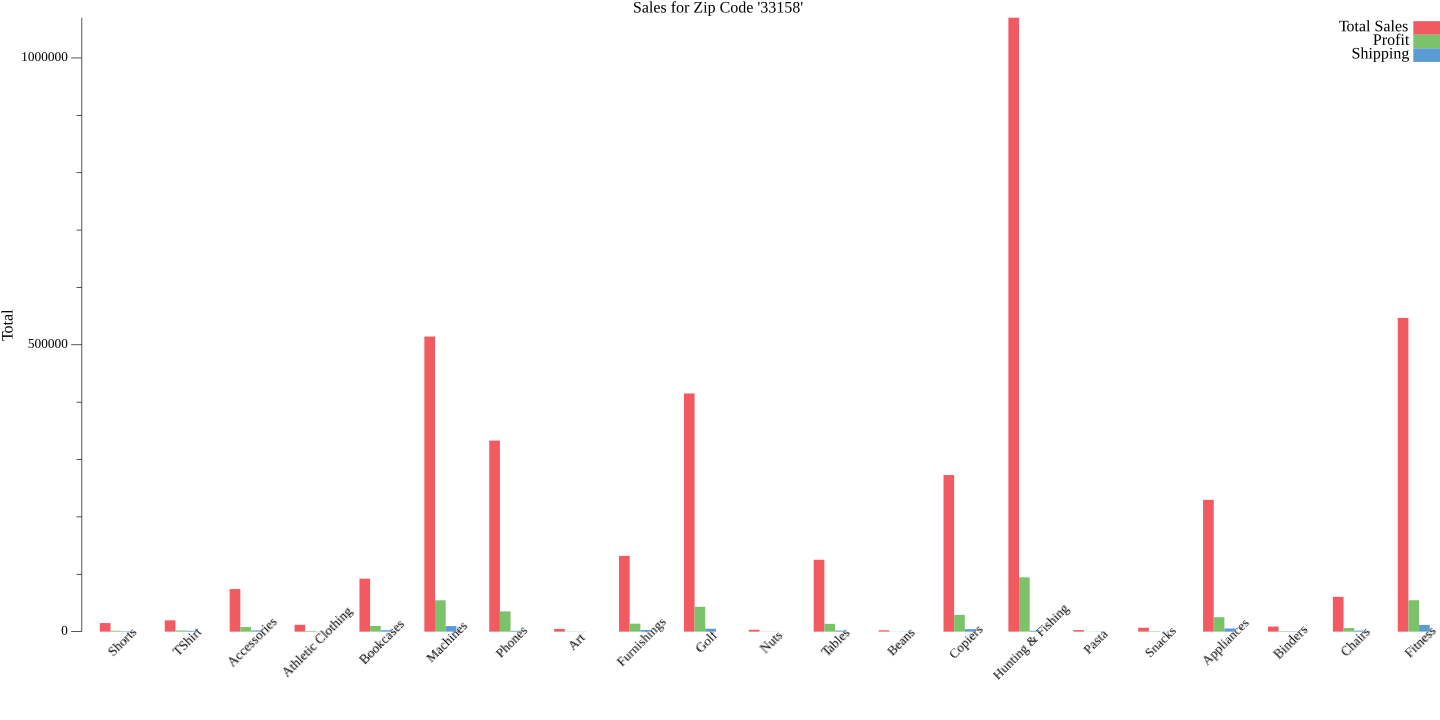 Sales for Zip Code '33158'
Total Sales
Profit
Shipping
Total
1000000
500000
0
Shorts
TShirt
Accessories
Athletic Clothing
Bookcases
Machines
Phones
Art
Furnishings
Golf
Nuts
Tables
Beans
Copiers
Hunting & Fishing
Pasta
Snacks
Appliances
Binders
Chairs
Fitness